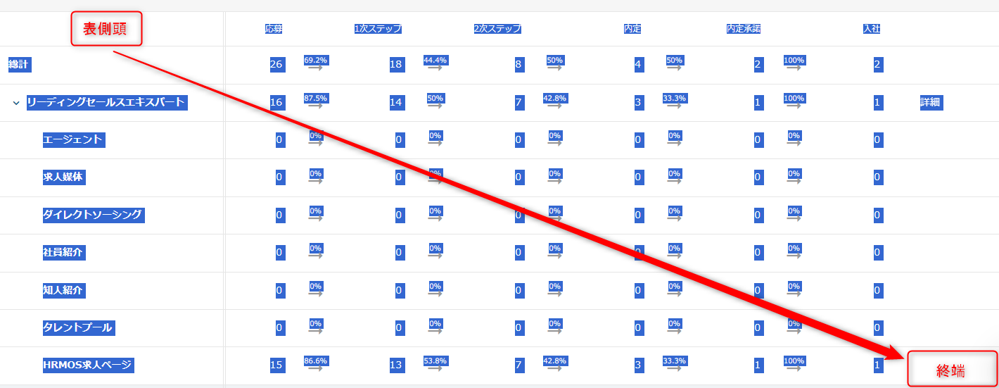 表側頭 応募 1次ステップ 2次ステップ 内定 内定承諾 入社
総計 26 69.2% 18 44.4% 8 50% 4 50% 2 100% 2
リーディングセールスエキスパート 16 87.5% 14 50% 7 42.8% 3 33.3% 1 100% 1 詳細
エージェント 0 0% 0 0% 0 0% 0 0% 0 0% 0
求人媒体 0 0% 0 0% 0 0% 0 0% 0 0% 0
ダイレクトソーシング 0 0% 0 0% 0 0% 0 0% 0 0% 0
社員紹介 0 0% 0 0% 0 0% 0 0% 0 0% 0
知人紹介 0 0% 0 0% 0 0% 0 0% 0 0% 0
タレントプール 0 0% 0 0% 0 0% 0 0% 0 0% 0
HRMOS求人ページ 15 86.6% 13 53.8% 7 42.8% 3 33.3% 1 100% 1 終端